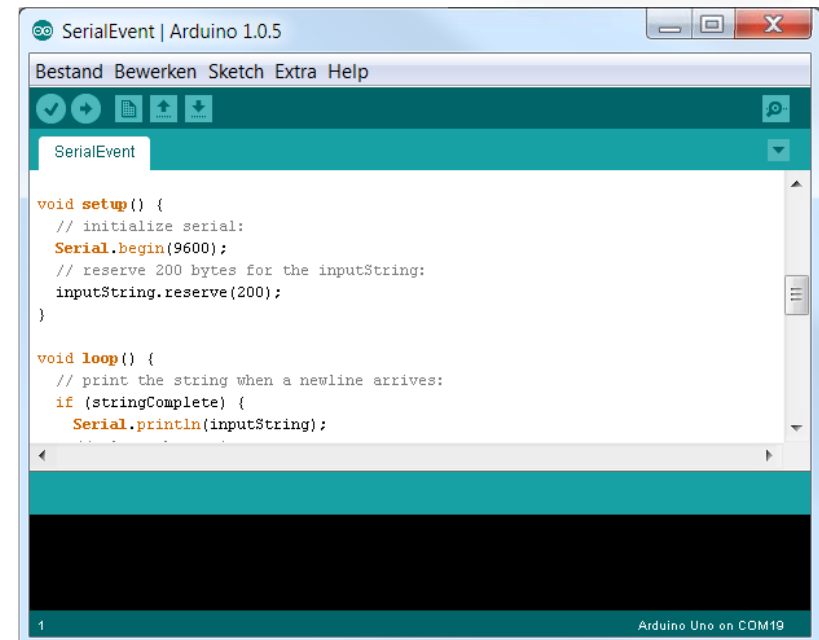 SerialEvent | Arduino 1.0.5
Bestand Bewerken Sketch Extra Help
SerialEvent
void setup() {
  // initialize serial:
  Serial.begin(9600);
  // reserve 200 bytes for the inputString:
  inputString.reserve(200);
}
void loop() {
  // print the string when a newline arrives:
  if (stringComplete) {
    Serial.println(inputString);
1
Arduino Uno on COM19